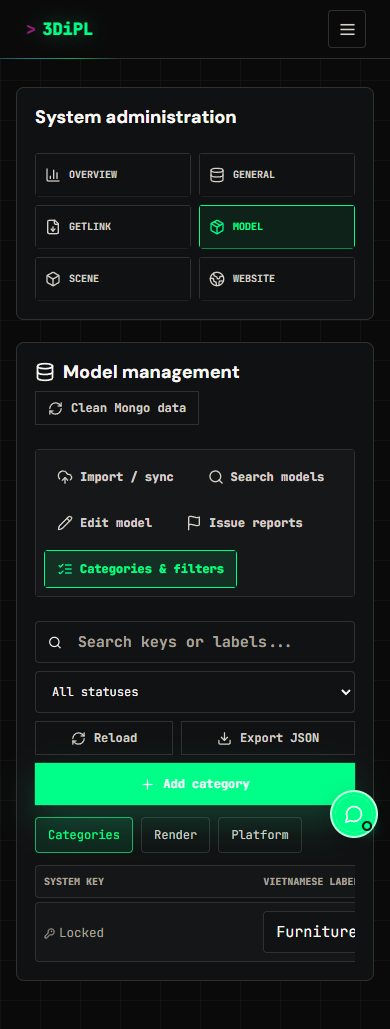 > 3DiPL
System administration
OVERVIEW
GENERAL
GETLINK
MODEL
SCENE
WEBSITE
Model management
Clean Mongo data
Import / sync
Search models
Edit model
Issue reports
Categories & filters
Search keys or labels...
All statuses
Reload
Export JSON
+ Add category
Categories
Render
Platform
SYSTEM KEY
VIETNAMESE LABEL
Locked
Furniture